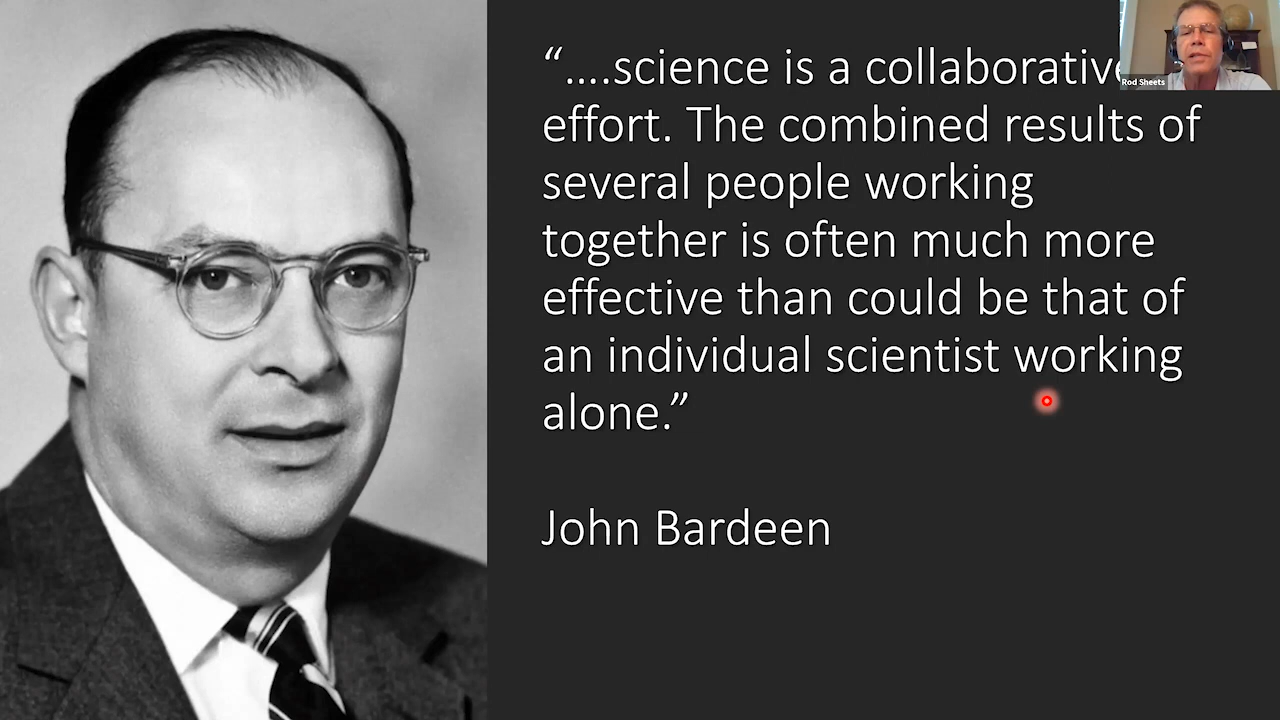 “....science is a collaborative
effort. The combined results of
several people working
together is often much more
effective than could be that of
an individual scientist working
alone.”
John Bardeen
Rod Sheets